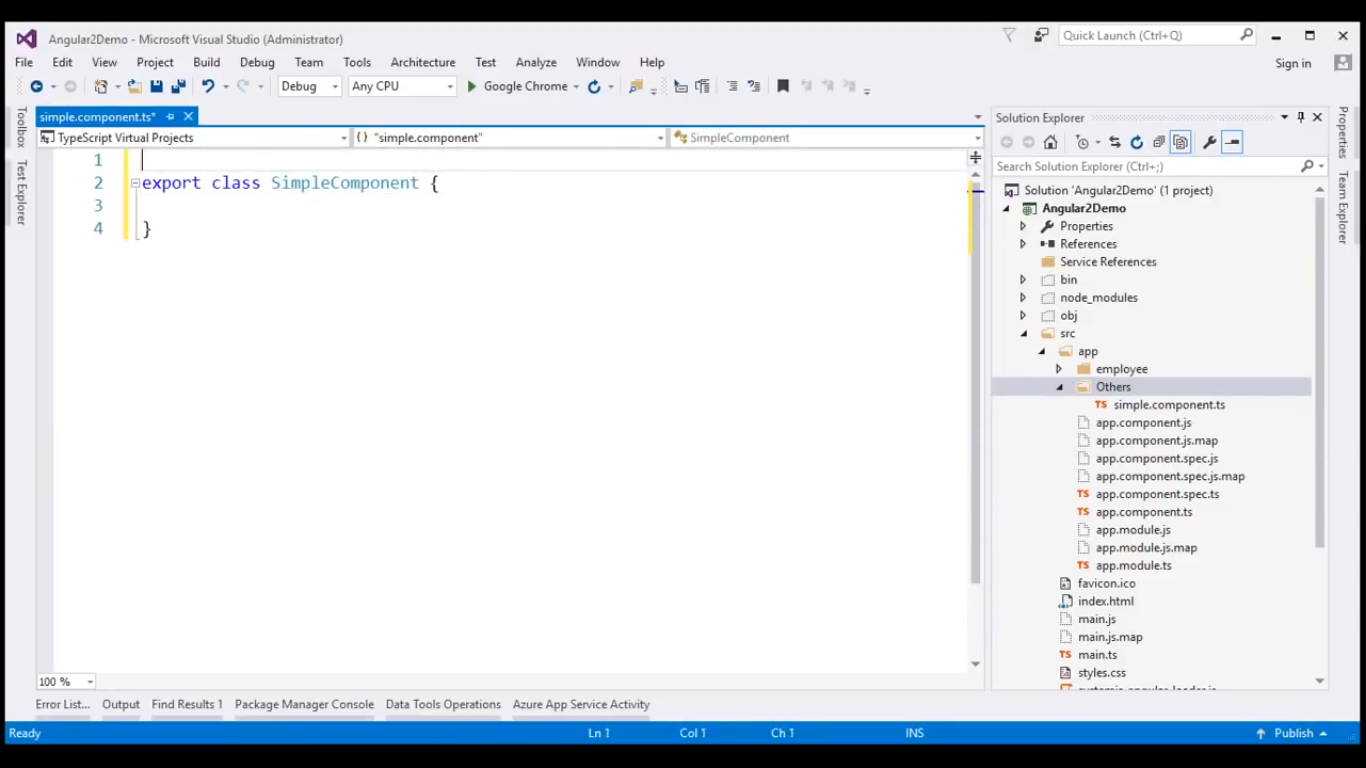 Angular2Demo - Microsoft Visual Studio (Administrator)
Quick Launch (Ctrl+Q)
File Edit View Project Build Debug Team Tools Architecture Test Analyze Window Help
Sign in
Debug Any CPU Google Chrome
Toolbox
Test Explorer
simple.component.ts*
TypeScript Virtual Projects {} "simple.component" SimpleComponent
1
2 export class SimpleComponent {
3
4 }
100 %
Solution Explorer
Search Solution Explorer (Ctrl+;)
Solution 'Angular2Demo' (1 project)
Angular2Demo
Properties
References
Service References
bin
node_modules
obj
src
app
employee
Others
TS simple.component.ts
app.component.js
app.component.js.map
app.component.spec.js
app.component.spec.js.map
TS app.component.spec.ts
TS app.component.ts
app.module.js
app.module.js.map
TS app.module.ts
favicon.ico
index.html
main.js
main.js.map
TS main.ts
styles.css
Properties
Team Explorer
Error List... Output Find Results 1 Package Manager Console Data Tools Operations Azure App Service Activity
Ready Ln 1 Col 1 Ch 1 INS Publish